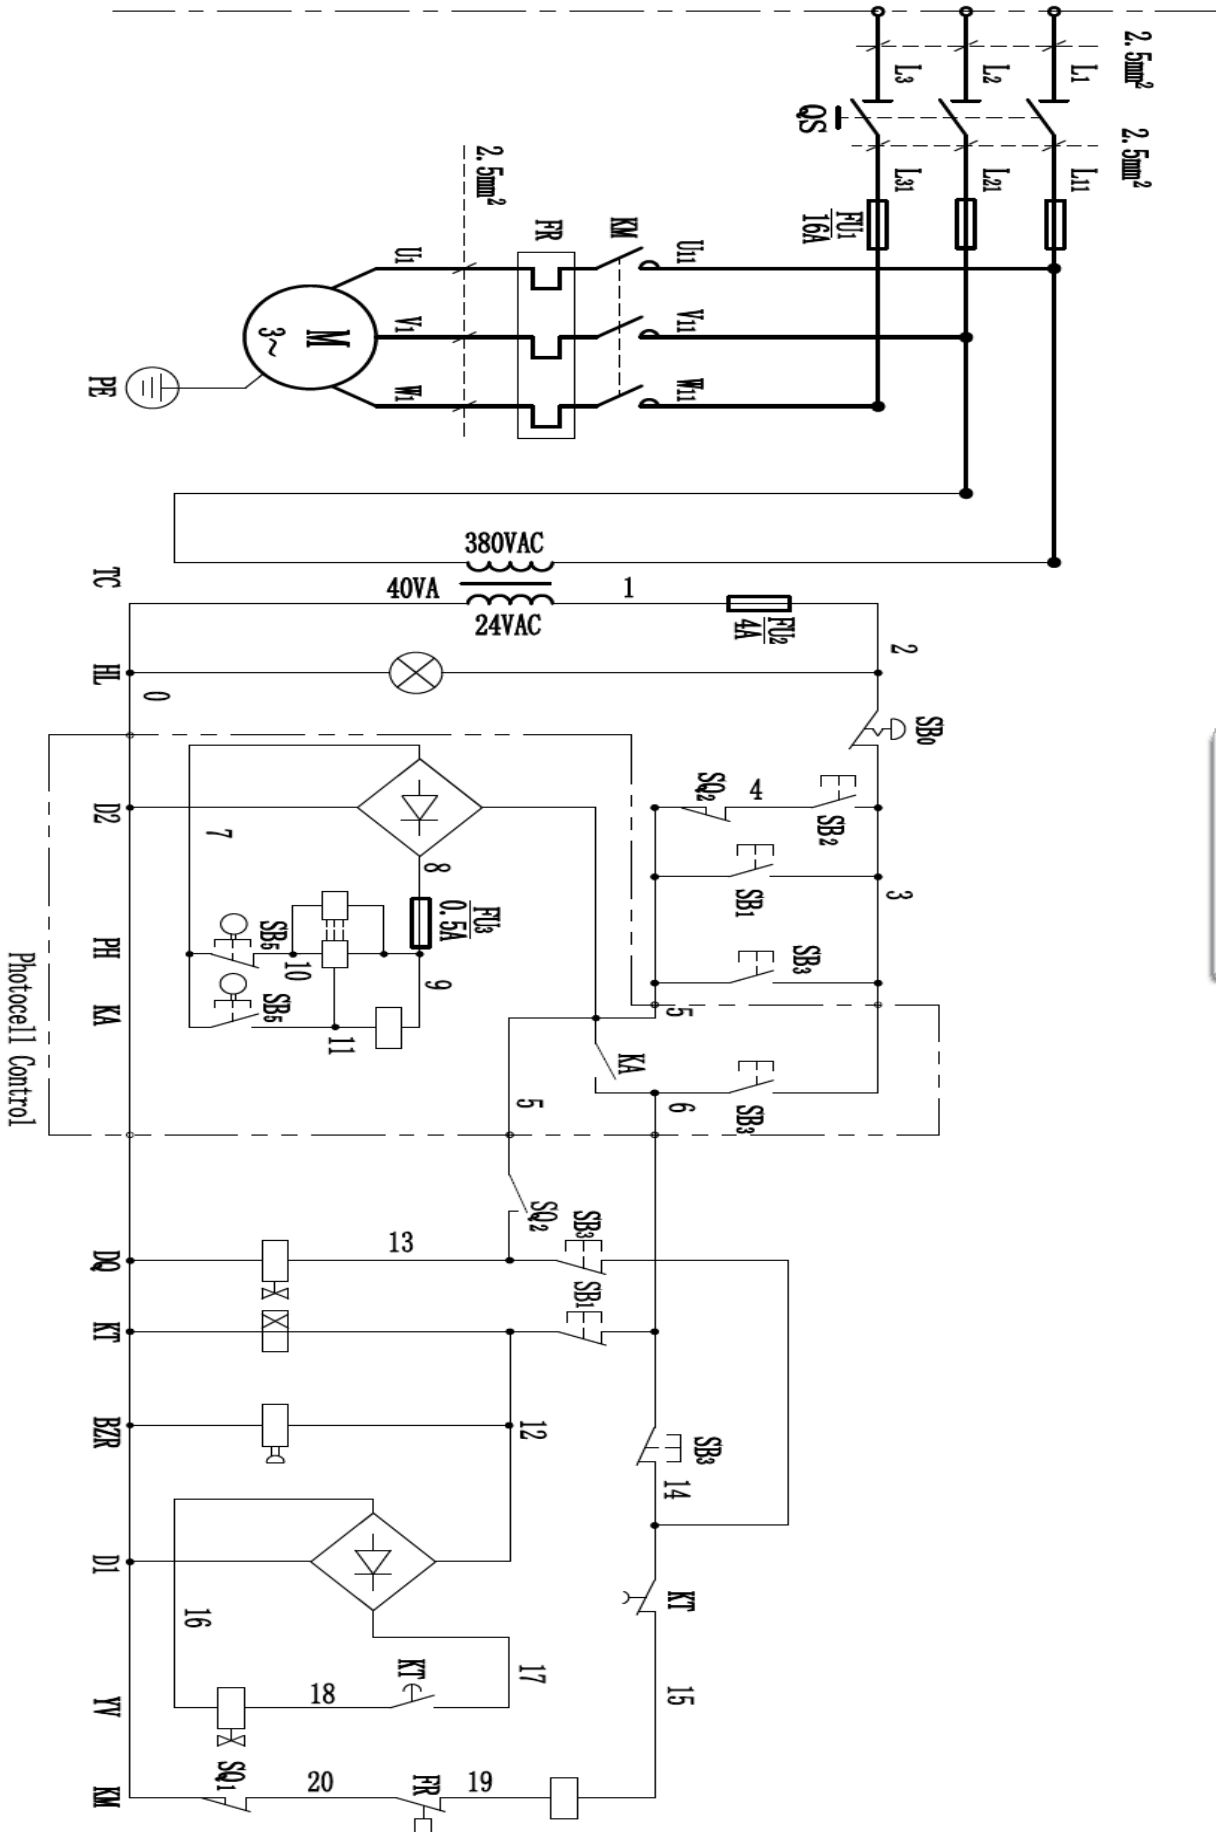 2.5mm²
L1
L2
L3
QS
2.5mm²
L11
L21
L31
FU1
16A
2.5mm²
FR
KM
U1
U11
V1
V11
W1
W11
M
3~
PE
380VAC
TC
40VA
1
24VAC
FU2
4A
2
HL
0
SB0
D2
7
8
SQ2
4
SB2
SB1
3
FU3
0.5A
PH
SB5
10
9
SB3
KA
SB5
11
5
KA
5
6
SB3
Photocell Control
SQ2
DQ
13
SB3
KT
SB1
BZR
12
SB3
14
D1
16
17
KT
YV
18
KT
15
KM
SQ1
20
FR
19